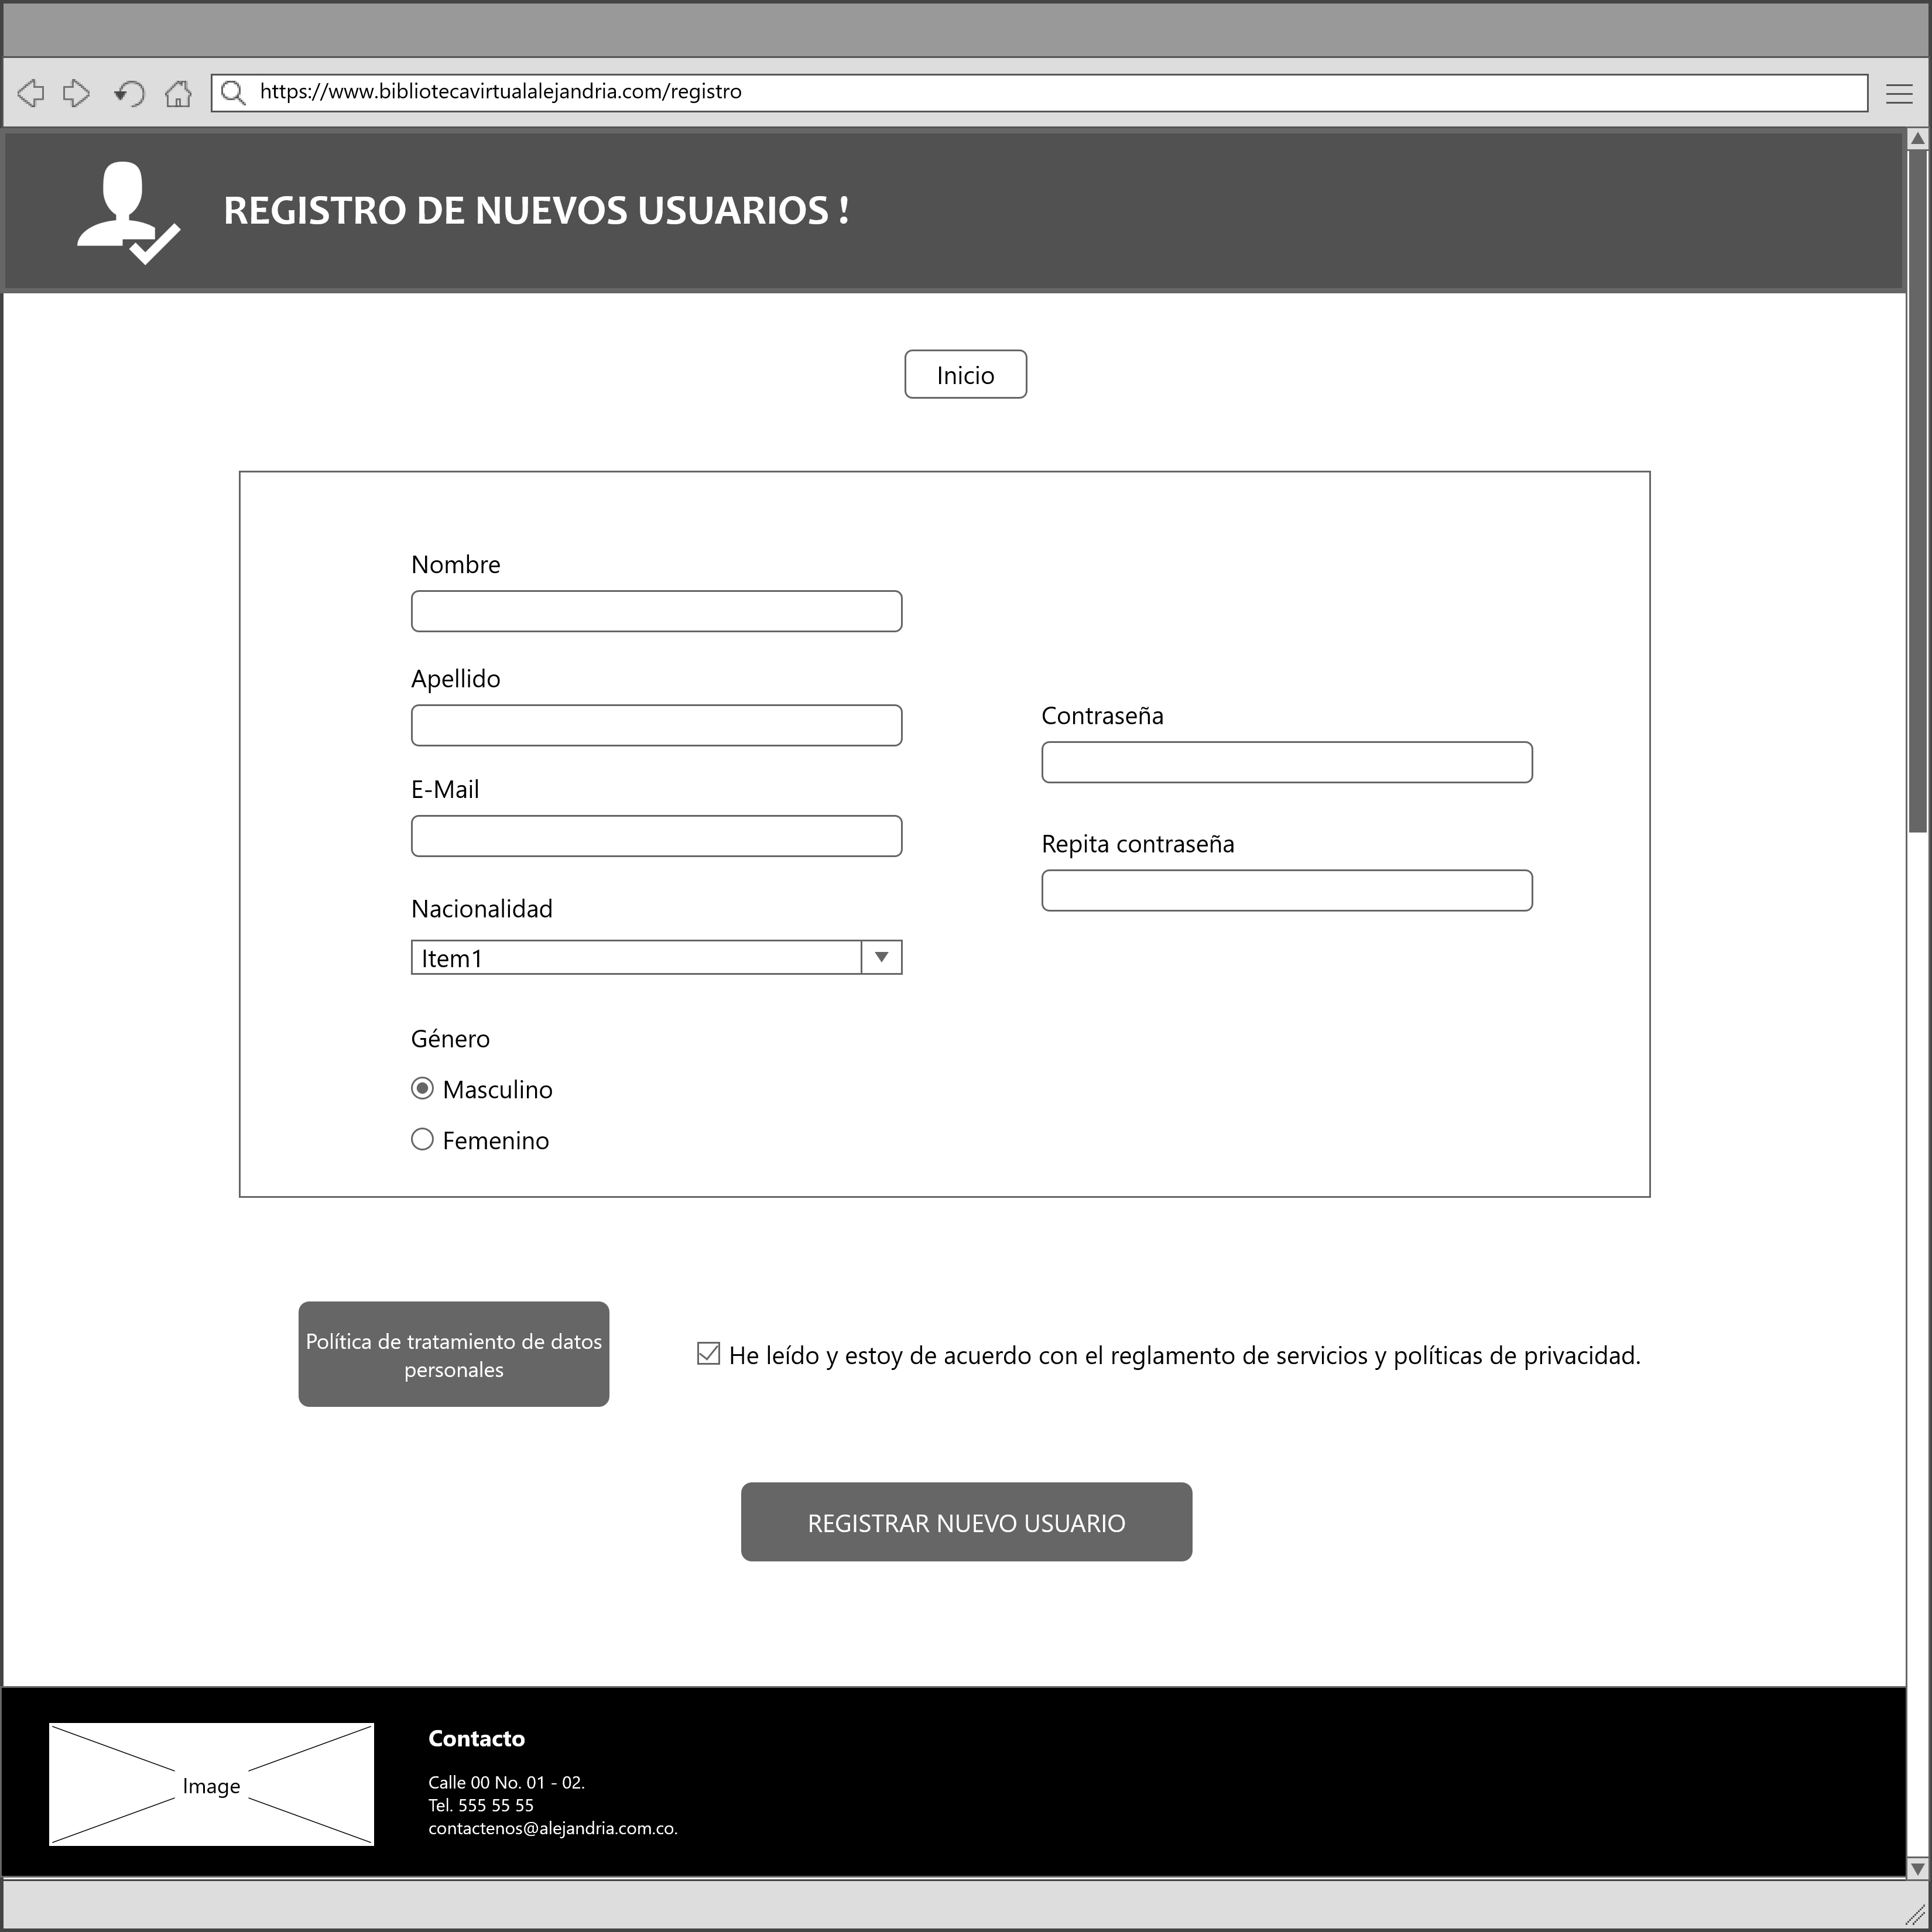 https://www.bibliotecavirtualalejandria.com/registro
REGISTRO DE NUEVOS USUARIOS !
Inicio
Nombre
Apellido
E-Mail
Nacionalidad
Item1
Género
Masculino
Femenino
Contraseña
Repita contraseña
Política de tratamiento de datos
personales
He leído y estoy de acuerdo con el reglamento de servicios y políticas de privacidad.
REGISTRAR NUEVO USUARIO
Image
Contacto
Calle 00 No. 01 - 02.
Tel. 555 55 55
contactenos@alejandria.com.co.